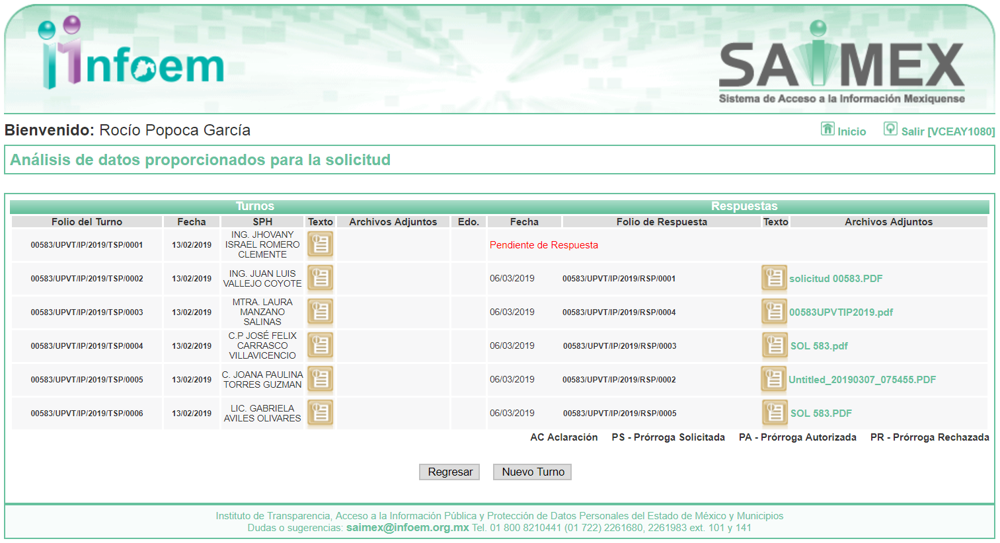 infoem
SAIMEX
Sistema de Acceso a la Información Mexiquense
Bienvenido: Rocío Popoca García
Inicio Salir [VCEAY1080]
Análisis de datos proporcionados para la solicitud
Turnos Respuestas
Folio del Turno Fecha SPH Texto Archivos Adjuntos Edo. Fecha Folio de Respuesta Texto Archivos Adjuntos
00583/UPVT/IP/2019/TSP/0001 13/02/2019 ING. JHOVANY
ISRAEL ROMERO
CLEMENTE
Pendiente de Respuesta
00583/UPVT/IP/2019/TSP/0002 13/02/2019 ING. JUAN LUIS
VALLEJO COYOTE
06/03/2019 00583/UPVT/IP/2019/RSP/0001 solicitud 00583.PDF
00583/UPVT/IP/2019/TSP/0003 13/02/2019 MTRA. LAURA
MANZANO
SALINAS
06/03/2019 00583/UPVT/IP/2019/RSP/0004 00583UPVTIP2019.pdf
00583/UPVT/IP/2019/TSP/0004 13/02/2019 C.P JOSÉ FELIX
CARRASCO
VILLAVICENCIO
06/03/2019 00583/UPVT/IP/2019/RSP/0003 SOL 583.pdf
00583/UPVT/IP/2019/TSP/0005 13/02/2019 C. JOANA PAULINA
TORRES GUZMAN
06/03/2019 00583/UPVT/IP/2019/RSP/0002 Untitled_20190307_075455.PDF
00583/UPVT/IP/2019/TSP/0006 13/02/2019 LIC. GABRIELA
AVILES OLIVARES
06/03/2019 00583/UPVT/IP/2019/RSP/0005 SOL 583.PDF
AC Aclaración PS - Prórroga Solicitada PA - Prórroga Autorizada PR - Prórroga Rechazada
Regresar Nuevo Turno
Instituto de Transparencia, Acceso a la Información Pública y Protección de Datos Personales del Estado de México y Municipios
Dudas o sugerencias: saimex@infoem.org.mx Tel. 01 800 8210441 (01 722) 2261680, 2261983 ext. 101 y 141